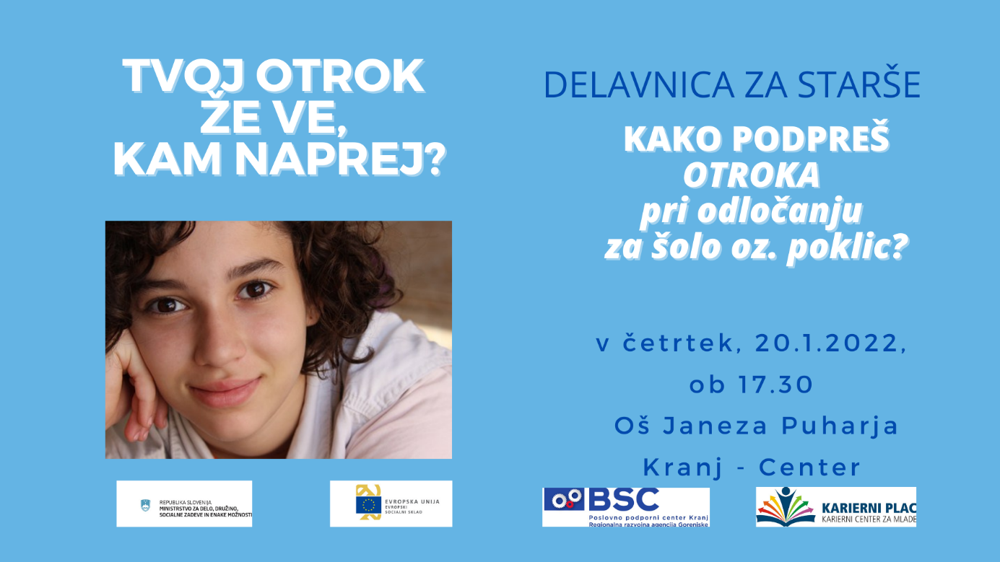 TVOJ OTROK
ŽE VE,
KAM NAPREJ?
DELAVNICA ZA STARŠE
KAKO PODPREŠ
OTROKA
pri odločanju
za šolo oz. poklic?
v četrtek, 20.1.2022,
ob 17.30
Oš Janeza Puharja
Kranj - Center
REPUBLIKA SLOVENIJA
MINISTRSTVO ZA DELO, DRUŽINO,
SOCIALNE ZADEVE IN ENAKE MOŽNOSTI
EVROPSKA UNIJA
EVROPSKI
SOCIALNI SKLAD
BSC
Poslovno podporni center Kranj
Regionalna razvojna agencija Gorenjske
KARIERNI PLAC
KARIERNI CENTER ZA MLADE